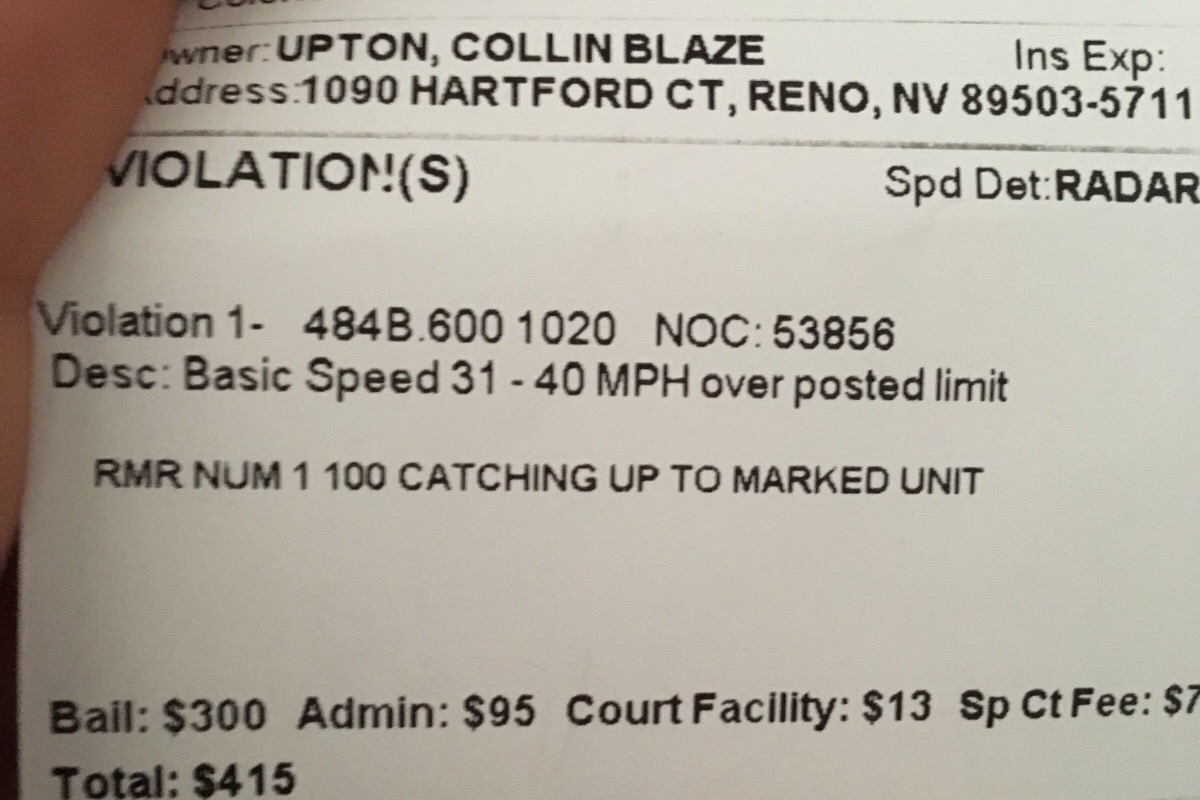 wner: UPTON, COLLIN BLAZE Ins Exp:
ddress: 1090 HARTFORD CT, RENO, NV 89503-5711
VIOLATION(S) Spd Det: RADAR
Violation 1- 484B.600 1020 NOC: 53856
Desc: Basic Speed 31 - 40 MPH over posted limit
RMR NUM 1 100 CATCHING UP TO MARKED UNIT
Bail: $300 Admin: $95 Court Facility: $13 Sp Ct Fee: $7
Total: $415